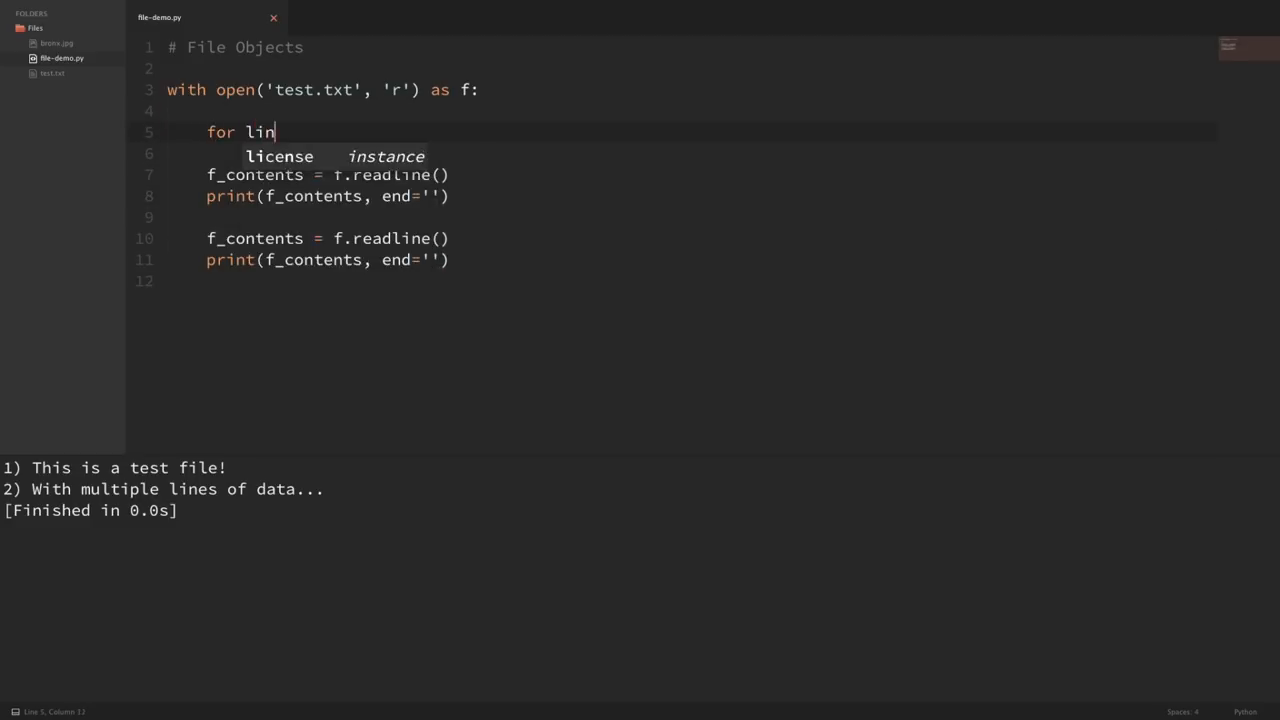 FOLDERS
Files
bronx.jpg
file-demo.py
test.txt
file-demo.py
1 # File Objects
2
3 with open('test.txt', 'r') as f:
4
5     for lin
license instance
6
7     f_contents = f.readline()
8     print(f_contents, end='')
9
10     f_contents = f.readline()
11     print(f_contents, end='')
12
1) This is a test file!
2) With multiple lines of data...
[Finished in 0.0s]
Line 5, Column 12
Spaces: 4
Python